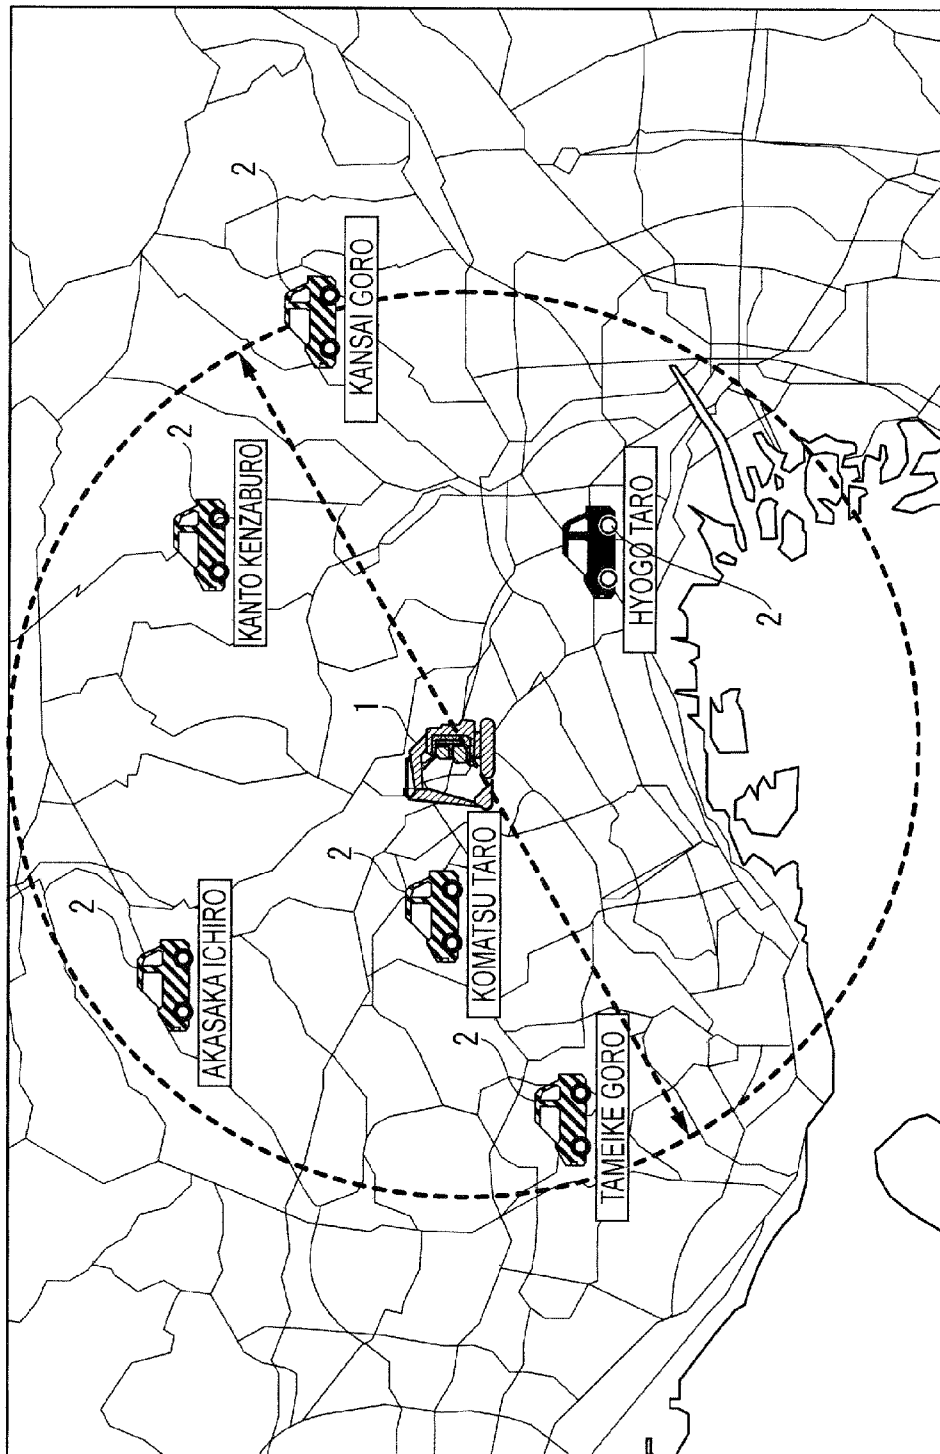 2
2
AKASAKA ICHIRO
2
KANTO KENZABURO
2
KANSAI GORO
1
2
KOMATSU TARO
TAMEIKE GORO
HYOGO TARO
2